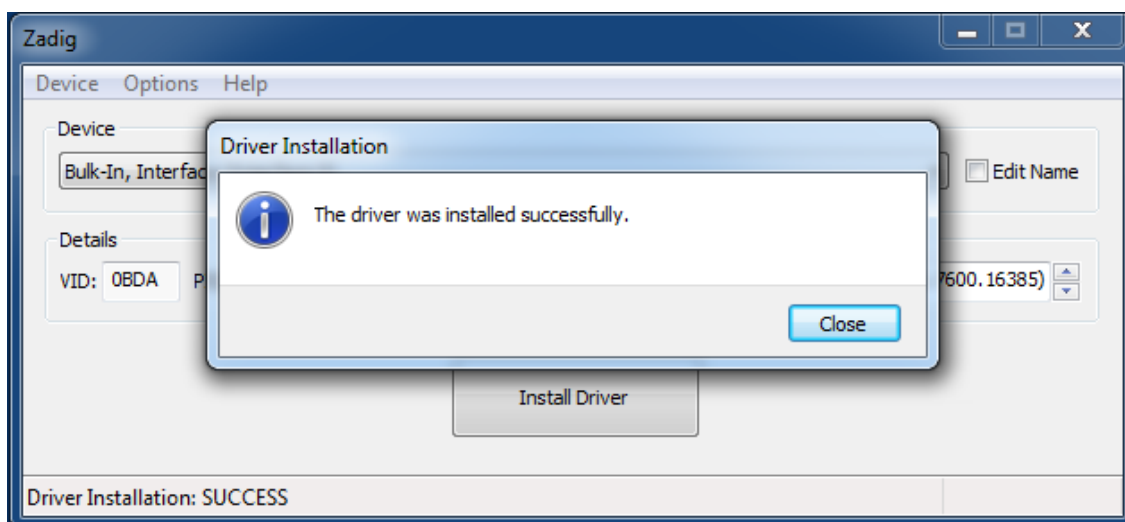 Zadig
Device Options Help
Device
Driver Installation
Bulk-In, Interfac
Edit Name
The driver was installed successfully.
Details
VID: 0BDA P
7600.16385)
Close
Install Driver
Driver Installation: SUCCESS